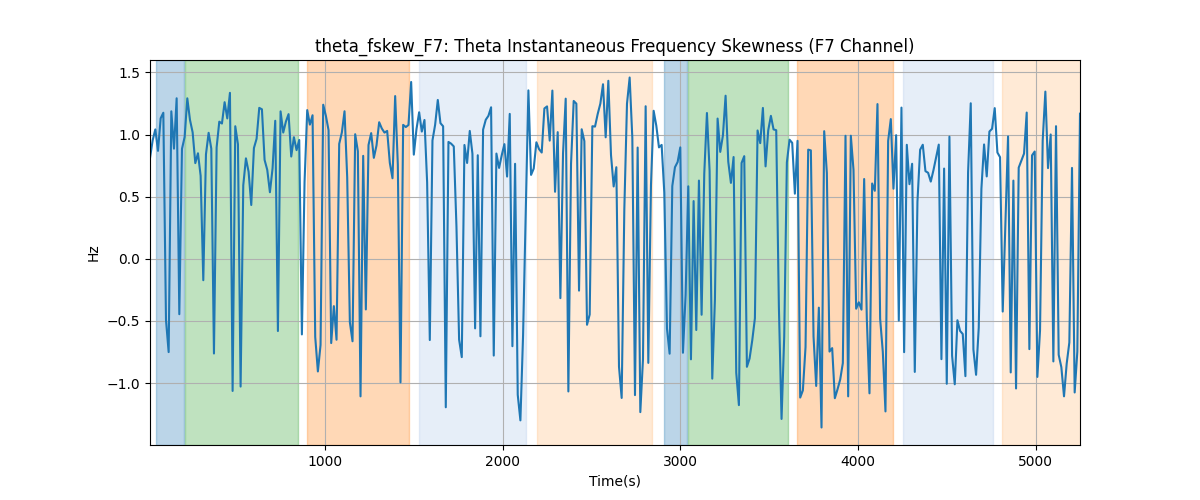 theta_fskew_F7: Theta Instantaneous Frequency Skewness (F7 Channel)
1.5
1.0
0.5
0.0
−0.5
−1.0
Hz
1000 2000 3000 4000 5000
Time(s)